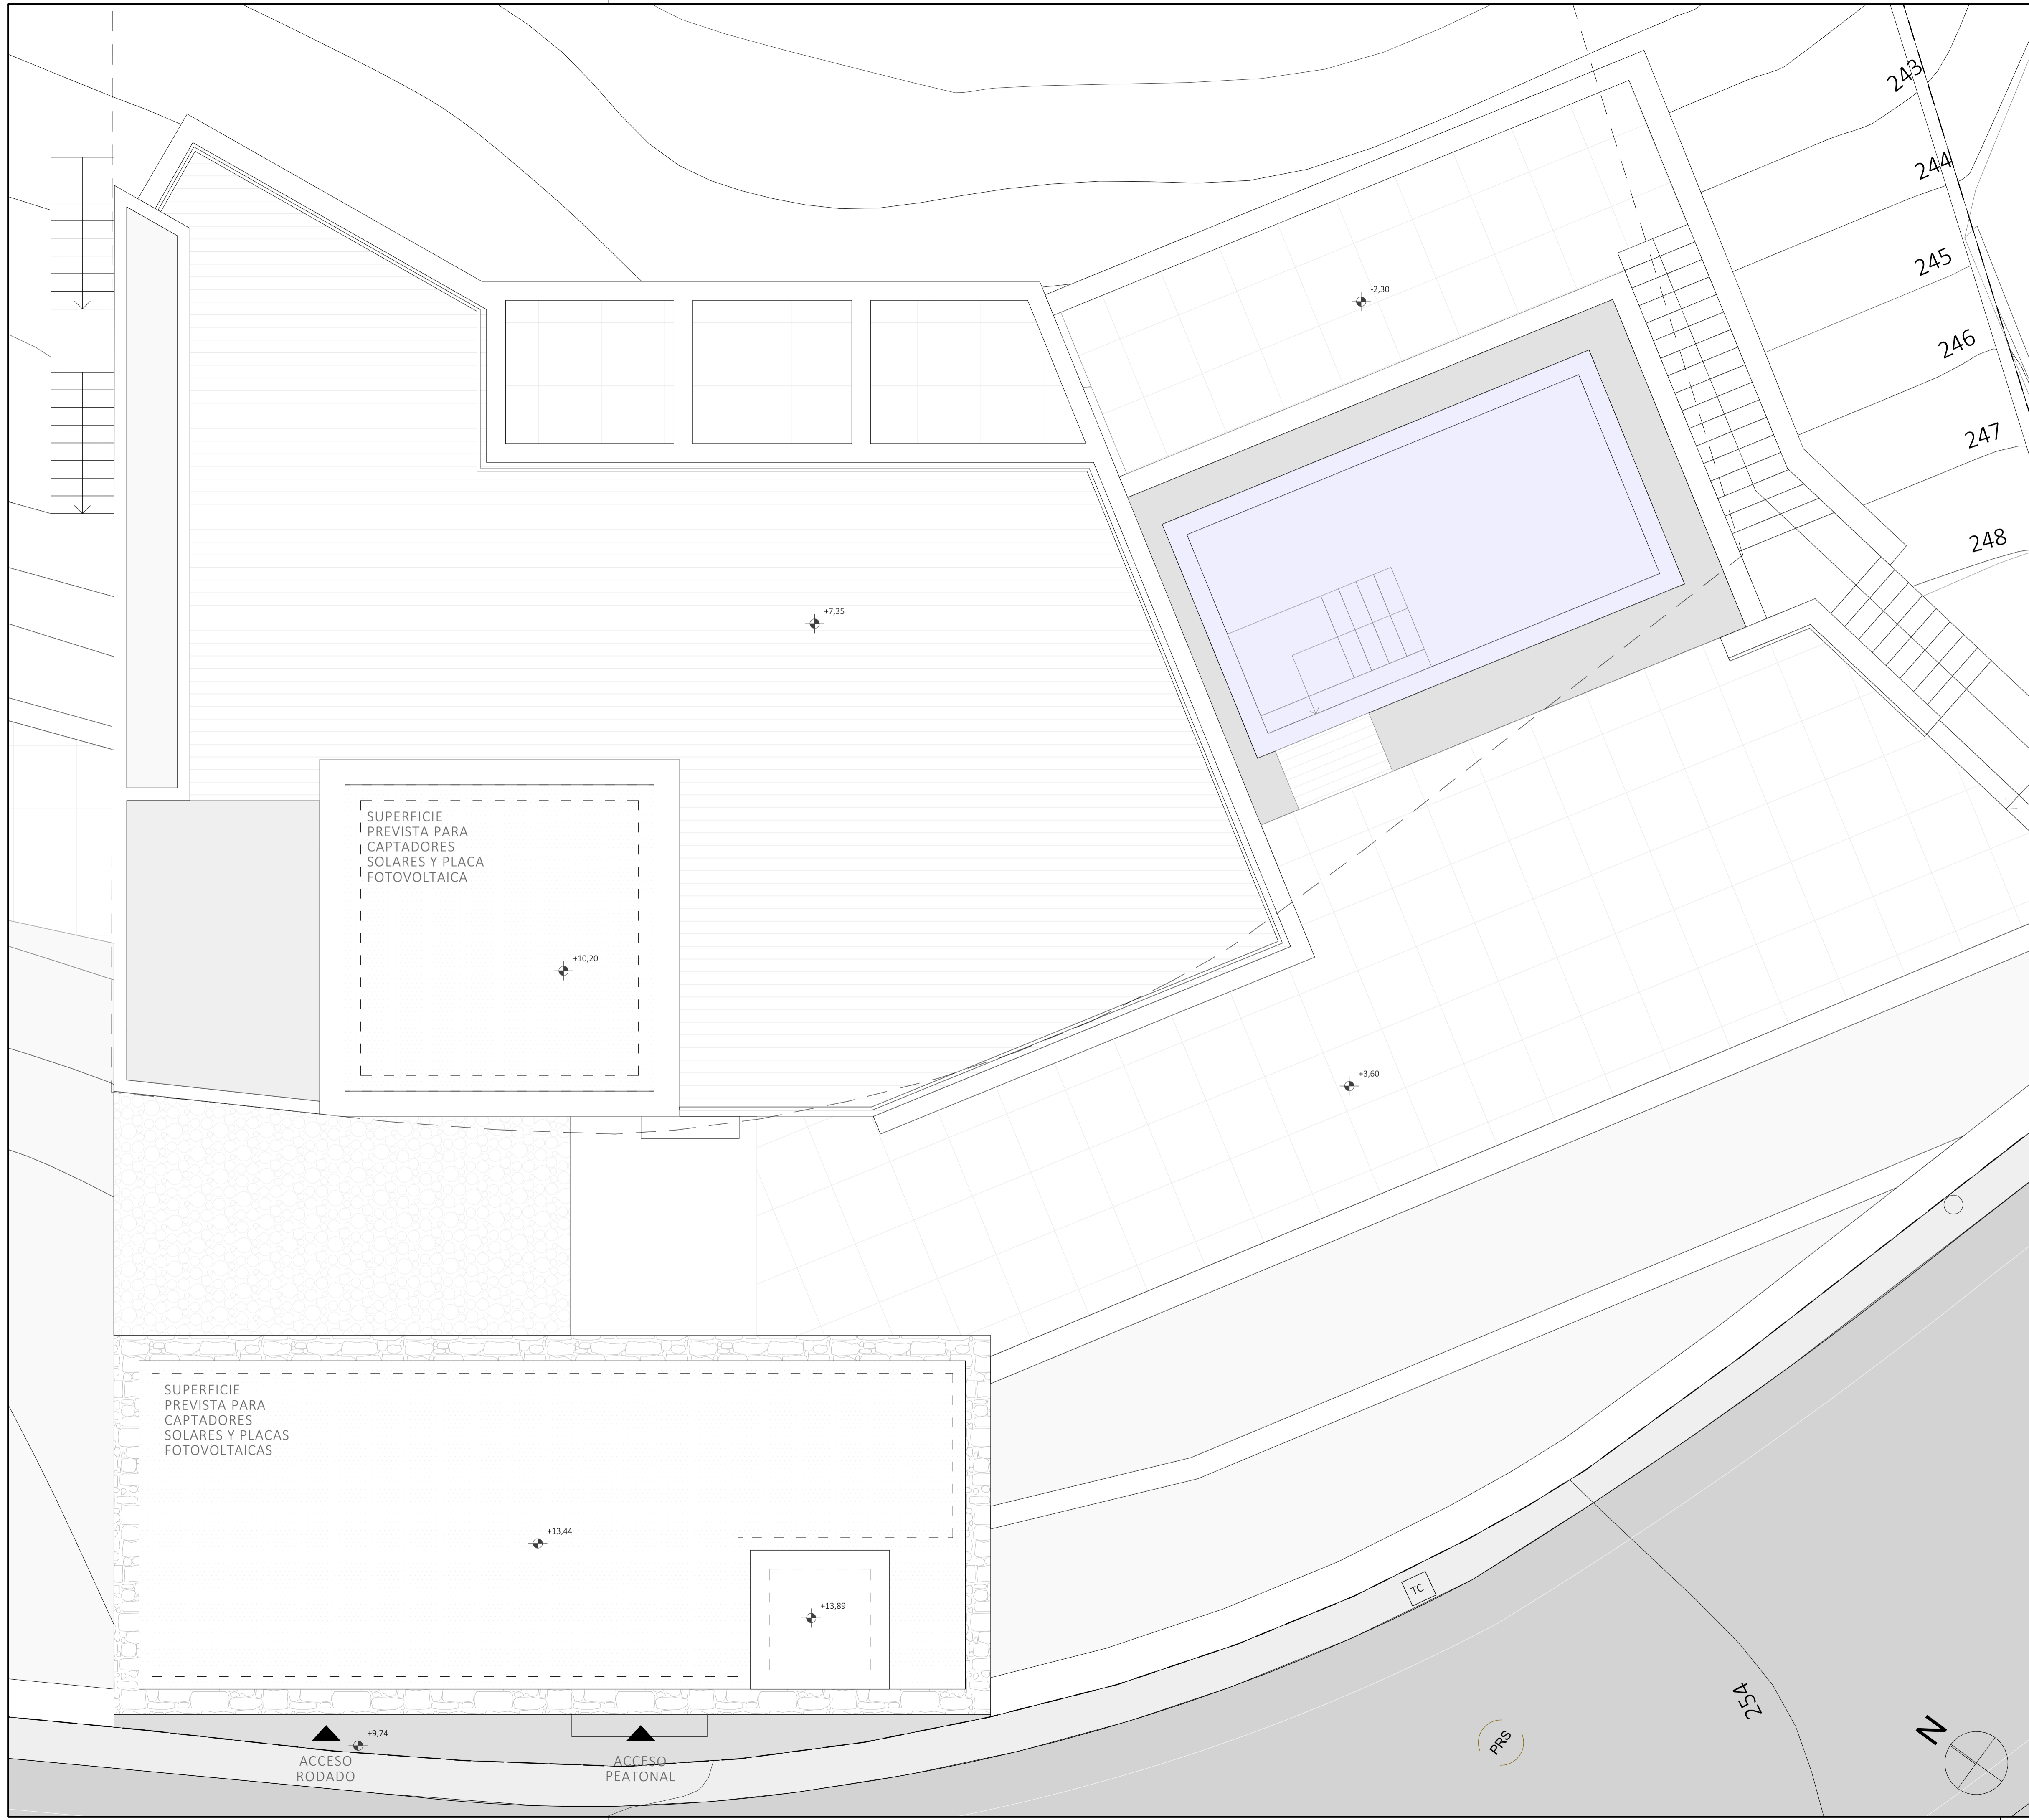 243
244
-2,30
245
246
247
248
+7,35
SUPERFICIE
PREVISTA PARA
CAPTADORES
SOLARES Y PLACA
FOTOVOLTAICA
+10,20
+3,60
SUPERFICIE
PREVISTA PARA
CAPTADORES
SOLARES Y PLACAS
FOTOVOLTAICAS
+13,44
TC
+13,89
254
+9,74
ACCESO
RODADO
ACCESO
PEATONAL
PRS
N